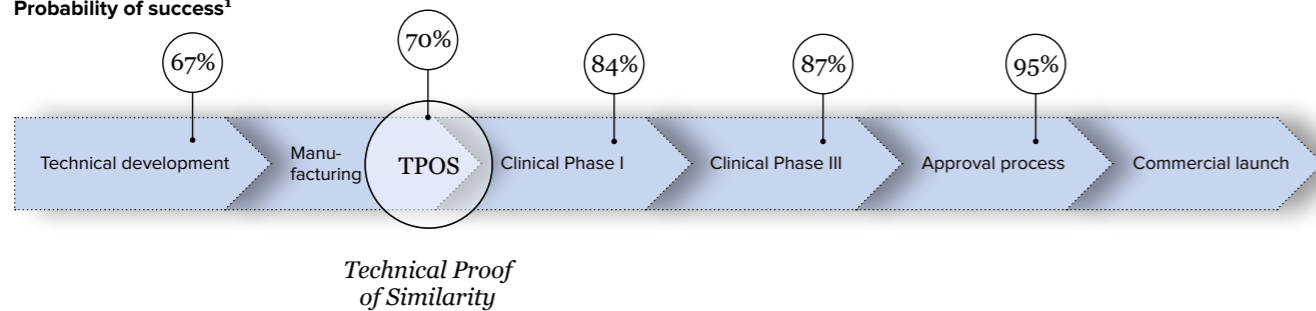 Probability of success¹
67%
70%
84%
87%
95%
Technical development
Manu-
facturing
TPOS
Clinical Phase I
Clinical Phase III
Approval process
Commercial launch
Technical Proof
of Similarity